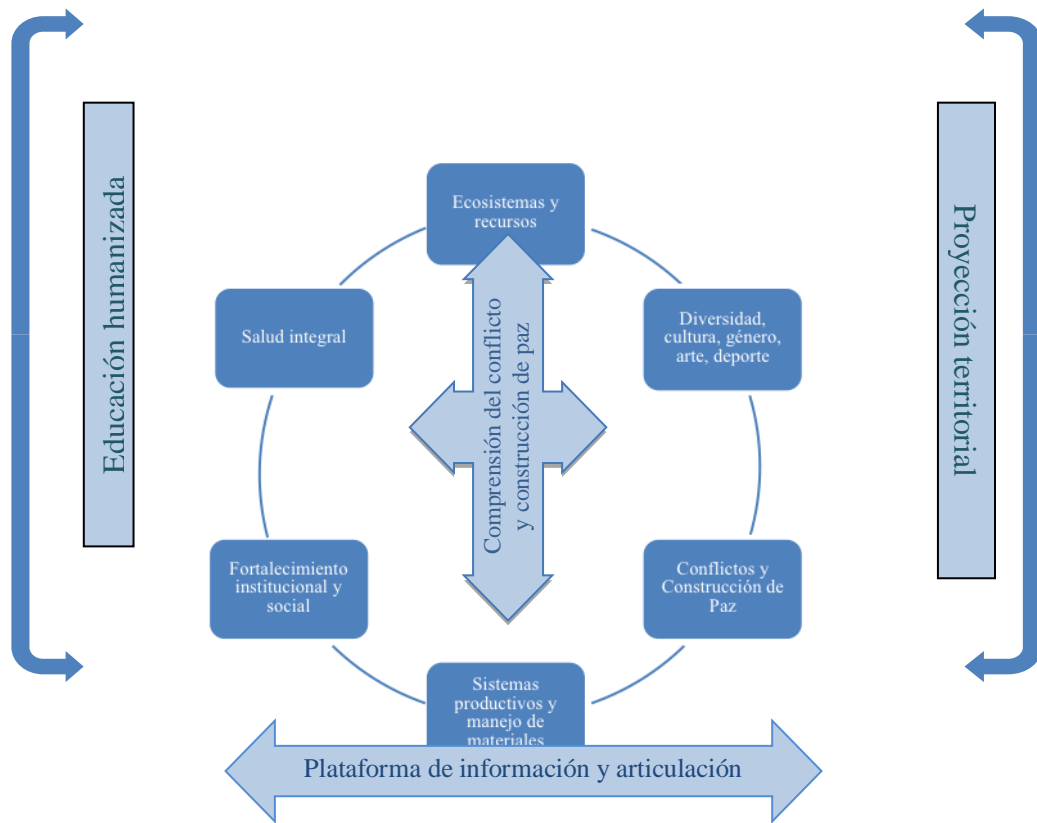 Educación humanizada
Ecosistemas y
recursos
Proyección territorial
Salud integral
Comprensión del conflicto
y construcción de paz
Diversidad,
cultura, género,
arte, deporte
Fortalecimiento
institucional y
social
Conflictos y
Construcción de
Paz
Sistemas
productivos y
manejo de
materiales
Plataforma de información y articulación